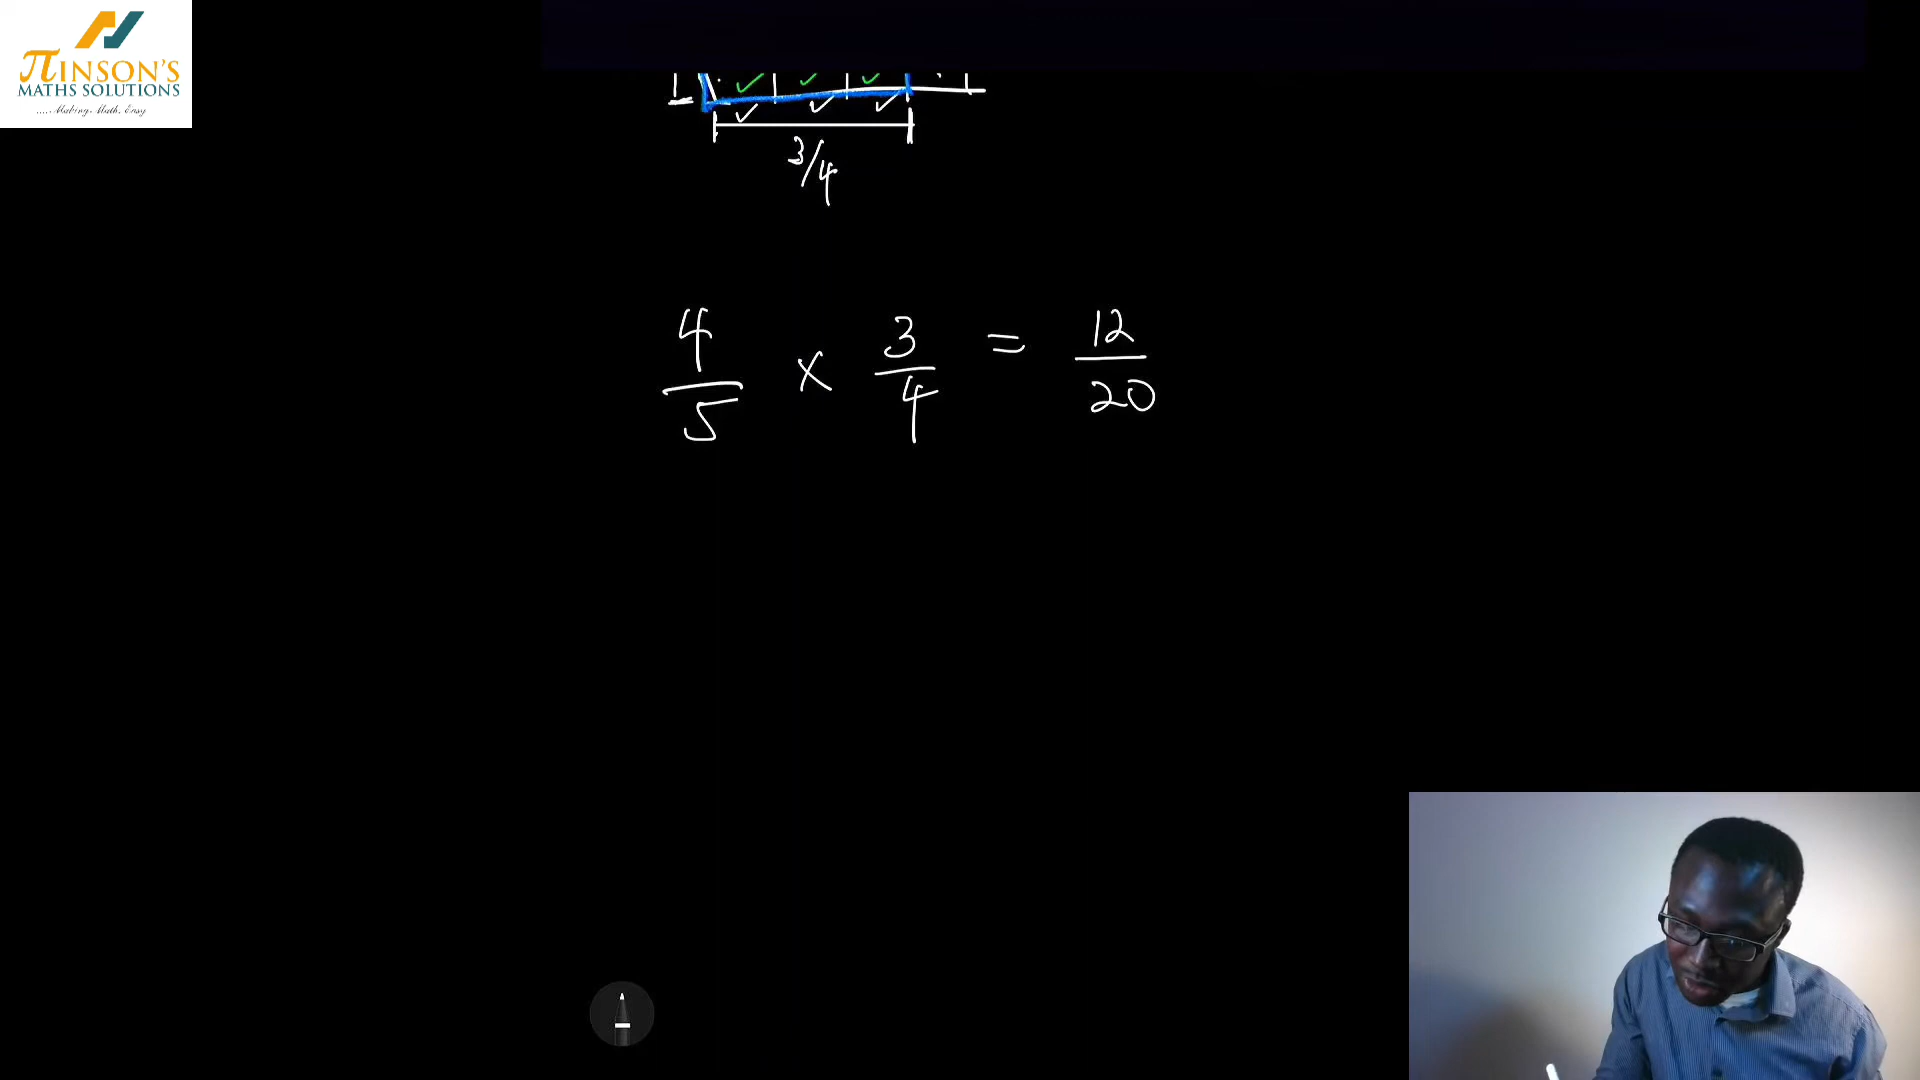 πINSON'S
MATHS SOLUTIONS
....Making Math, Easy
3/4
4/5 x 3/4 = 12/20